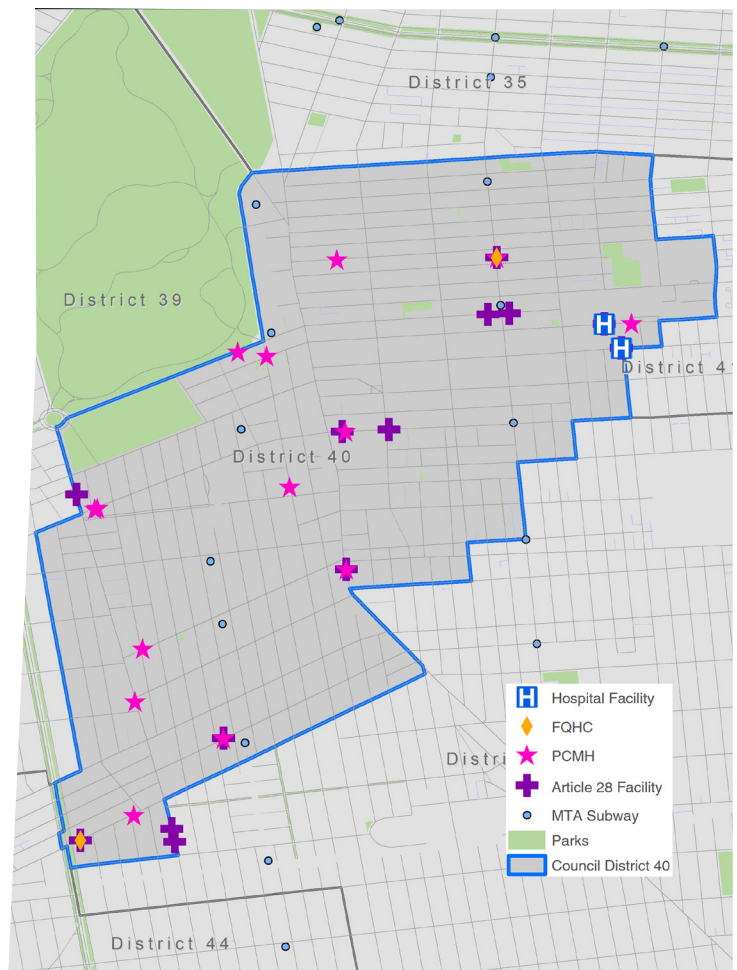 District 35
District 39
District 41
District 40
Hospital Facility
FQHC
PCMH
Article 28 Facility
MTA Subway
Parks
Council District 40
District 44